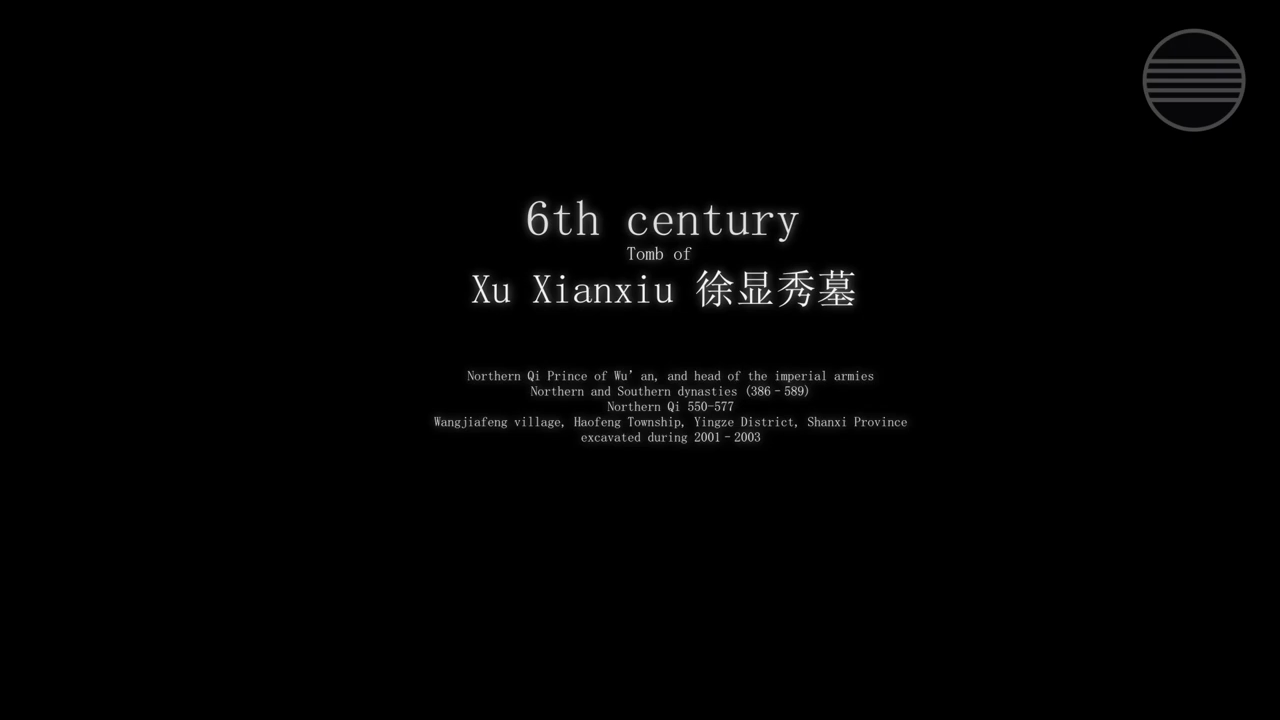 6th century
Tomb of
Xu Xianxiu 徐显秀墓
Northern Qi Prince of Wu’an, and head of the imperial armies
Northern and Southern dynasties (386–589)
Northern Qi 550-577
Wangjiafeng village, Haofeng Township, Yingze District, Shanxi Province
excavated during 2001–2003